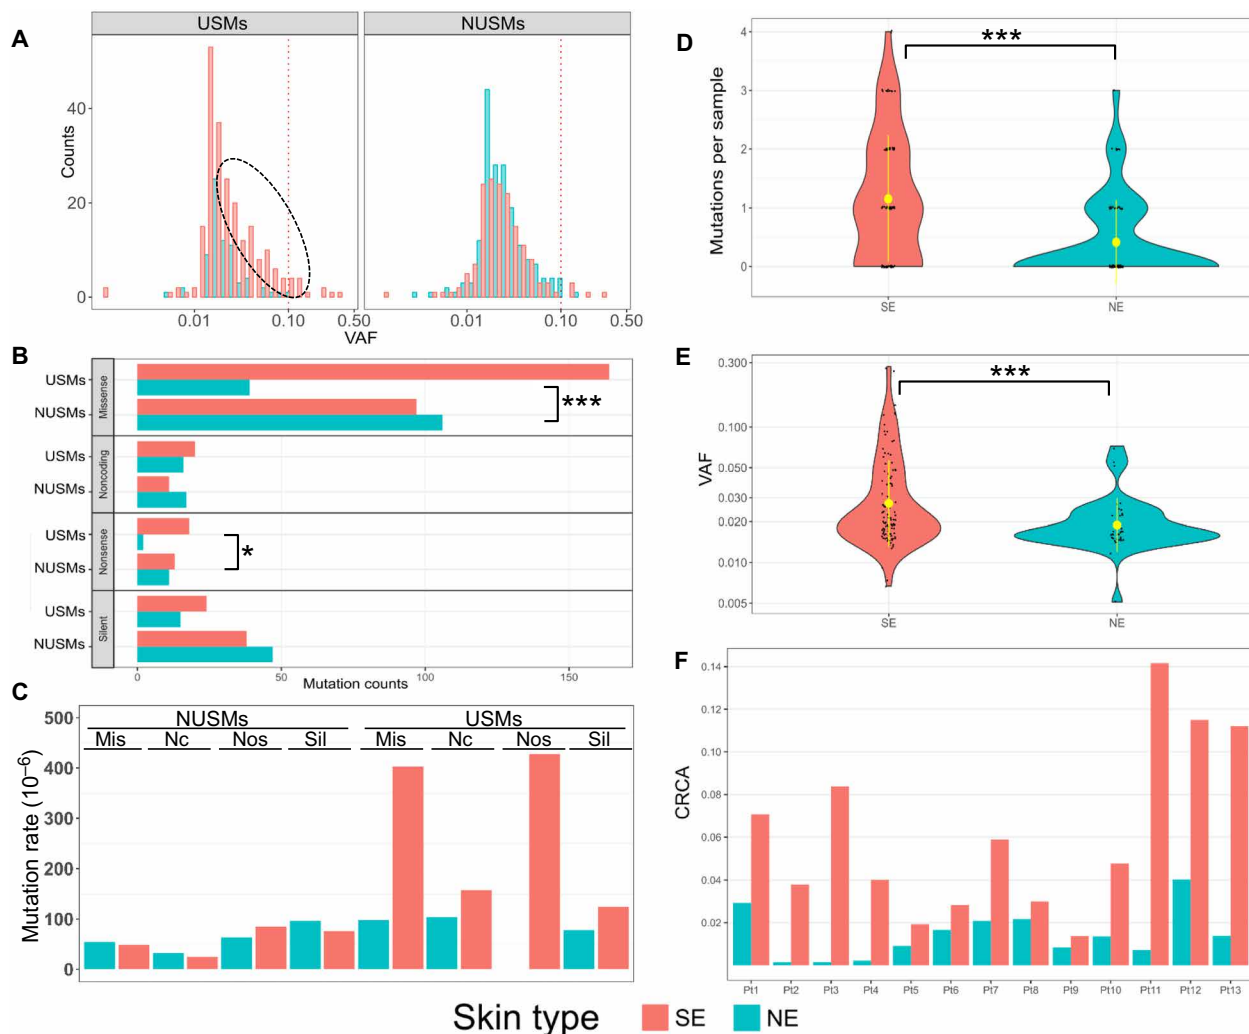 A
USMs
NUSMs
Counts
40
20
0
0.01
0.10
0.50
0.01
0.10
0.50
VAF
B
Missense
USMs
NUSMs
***
Noncoding
USMs
NUSMs
Nonsense
USMs
NUSMs
*
Silent
USMs
NUSMs
0
50
100
150
Mutation counts
C
NUSMs
USMs
Mis
Nc
Nos
Sil
Mis
Nc
Nos
Sil
Mutation rate (10⁻⁶)
500
400
300
200
100
0
D
***
Mutations per sample
4
3
2
1
0
SE
NE
E
***
VAF
0.300
0.100
0.050
0.030
0.020
0.010
0.005
SE
NE
F
CRCA
0.14
0.12
0.10
0.08
0.06
0.04
0.02
Pt1
Pt2
Pt3
Pt4
Pt5
Pt6
Pt7
Pt8
Pt9
Pt10
Pt11
Pt12
Pt13
Skin type
SE
NE